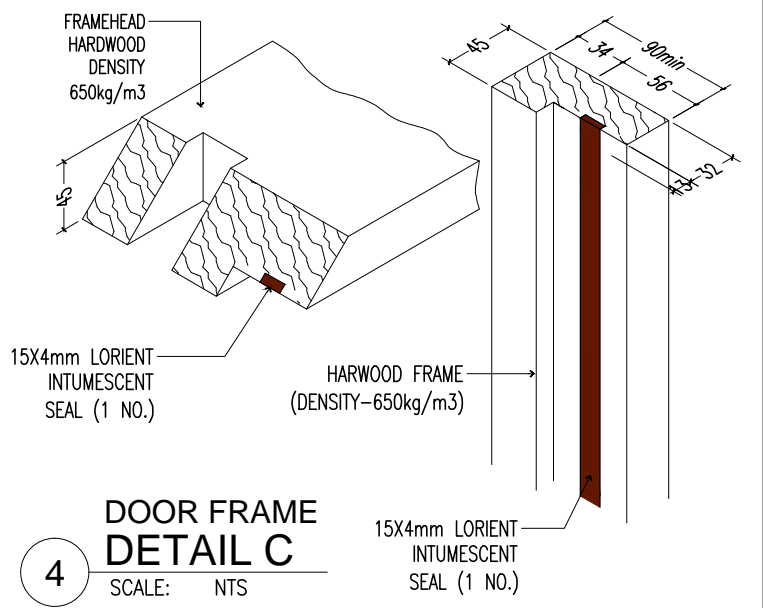 FRAMEHEAD
HARDWOOD
DENSITY
650kg/m3
45
15X4mm LORIENT
INTUMESCENT
SEAL (1 NO.)
45
34
90min
56
13
32
HARWOOD FRAME
(DENSITY-650kg/m3)
15X4mm LORIENT
INTUMESCENT
SEAL (1 NO.)
4
DOOR FRAME
DETAIL C
SCALE: NTS